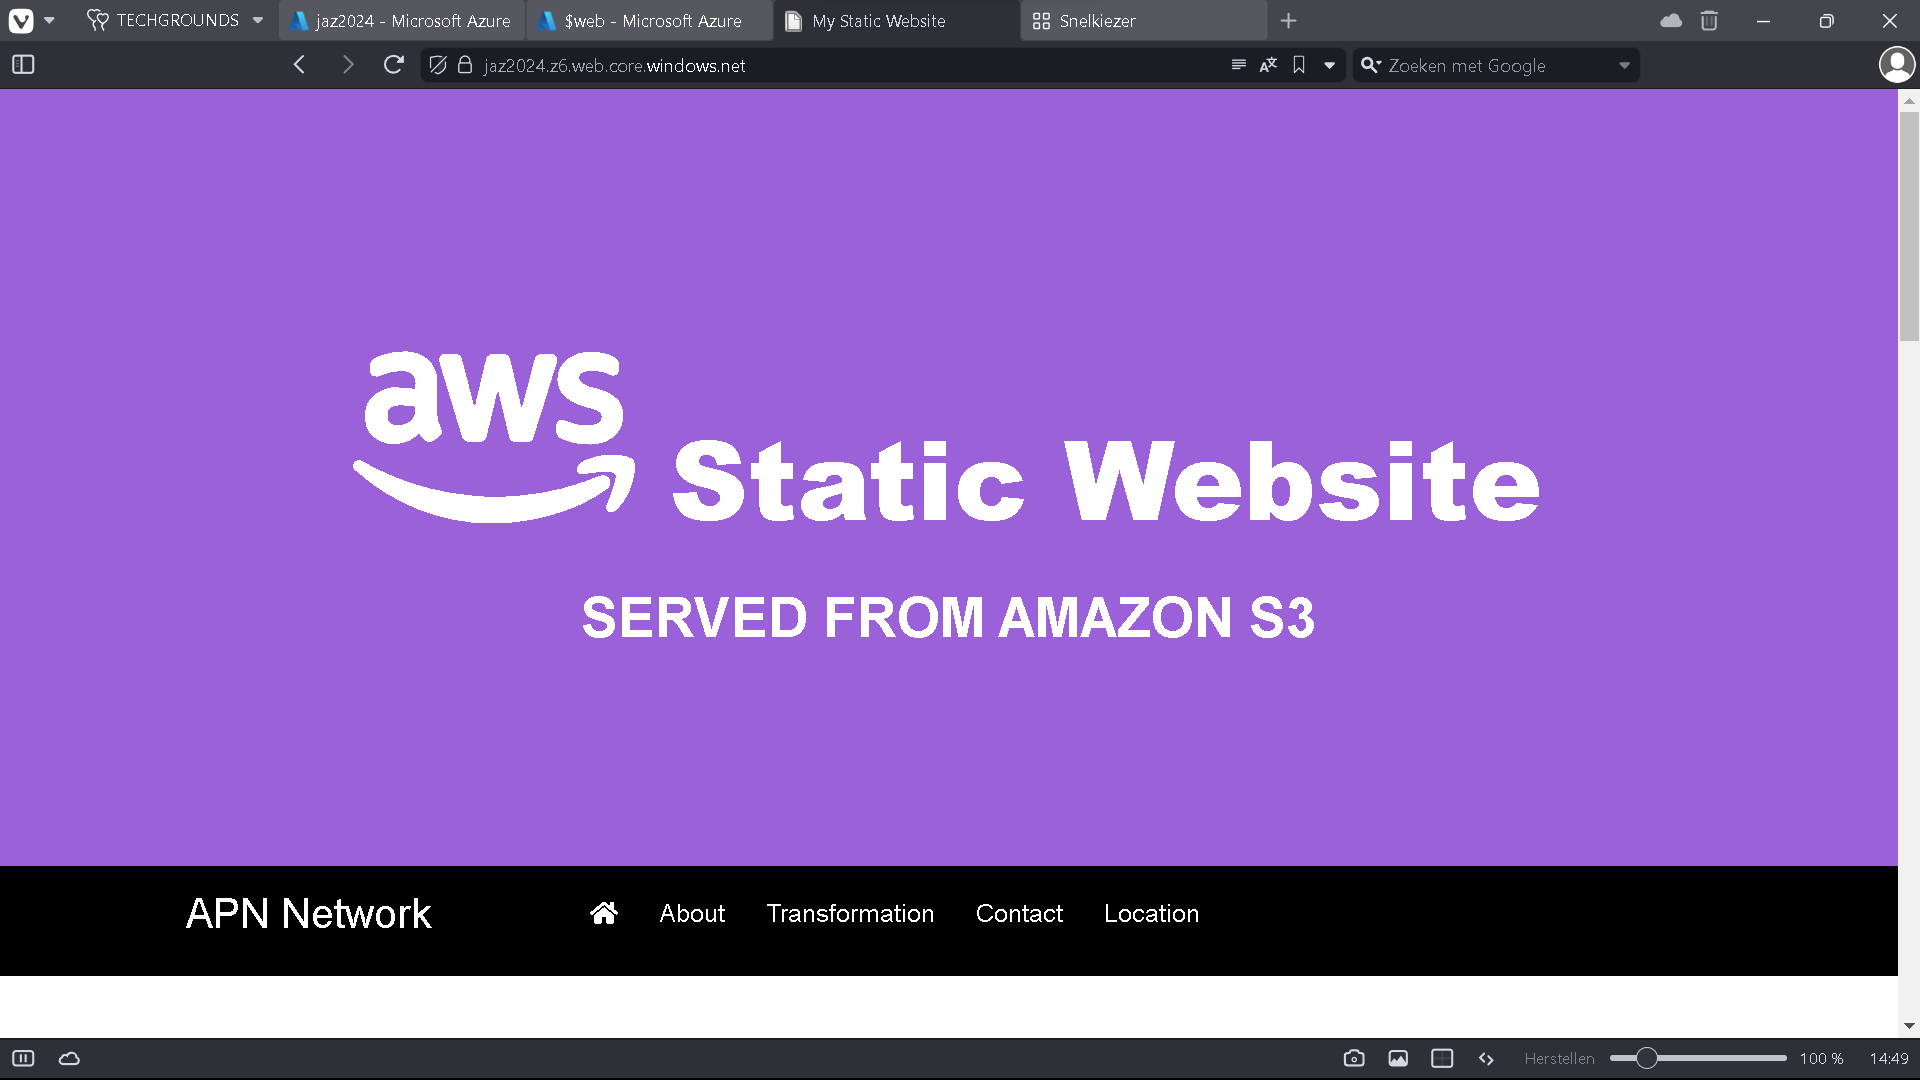 TECHGROUNDS
jaz2024 - Microsoft Azure
$web - Microsoft Azure
My Static Website
Snelkiezer
jaz2024.z6.web.core.windows.net
Zoeken met Google
aws Static Website
SERVED FROM AMAZON S3
APN Network
About
Transformation
Contact
Location
Herstellen
100 %
14:49